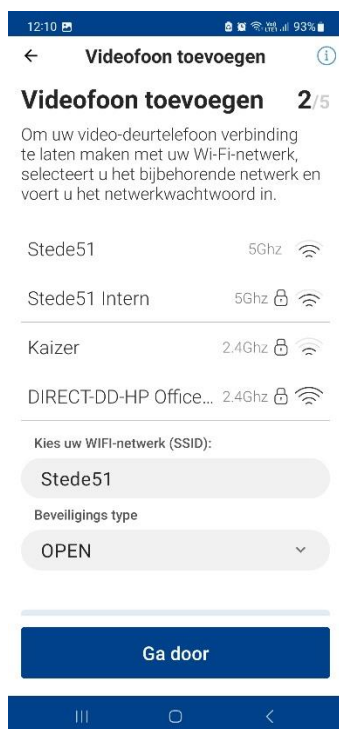 12:10 93%
Videofoon toevoegen
Videofoon toevoegen 2/5
Om uw video-deurtelefoon verbinding
te laten maken met uw Wi-Fi-netwerk,
selecteert u het bijbehorende netwerk en
voert u het netwerkwachtwoord in.
Stede51 5Ghz
Stede51 Intern 5Ghz
Kaizer 2.4Ghz
DIRECT-DD-HP Office... 2.4Ghz
Kies uw WIFI-netwerk (SSID):
Stede51
Beveiligings type
OPEN
Ga door